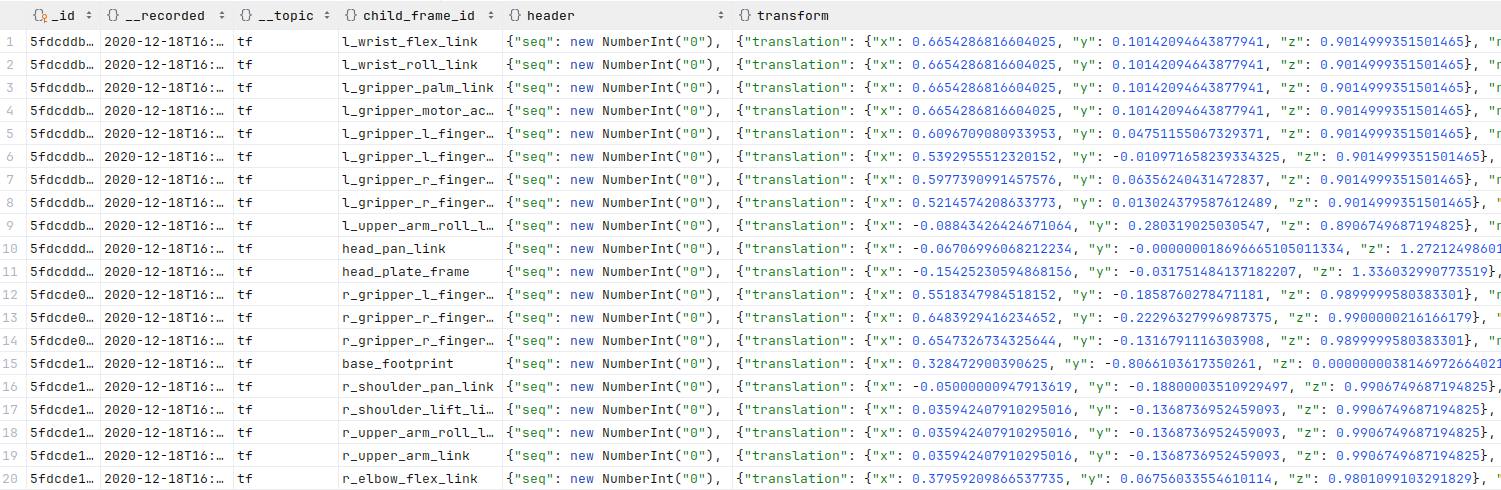 _id __recorded __topic child_frame_id header transform
1 5fdcddb… 2020-12-18T16:… tf l_wrist_flex_link {"seq": new NumberInt("0"), {"translation": {"x": 0.6654286816604025, "y": 0.10142094643877941, "z": 0.9014999351501465}, "r
2 5fdcddb… 2020-12-18T16:… tf l_wrist_roll_link {"seq": new NumberInt("0"), {"translation": {"x": 0.6654286816604025, "y": 0.10142094643877941, "z": 0.9014999351501465}, "r
3 5fdcddb… 2020-12-18T16:… tf l_gripper_palm_link {"seq": new NumberInt("0"), {"translation": {"x": 0.6654286816604025, "y": 0.10142094643877941, "z": 0.9014999351501465}, "r
4 5fdcddb… 2020-12-18T16:… tf l_gripper_motor_ac… {"seq": new NumberInt("0"), {"translation": {"x": 0.6654286816604025, "y": 0.10142094643877941, "z": 0.9014999351501465}, "r
5 5fdcddb… 2020-12-18T16:… tf l_gripper_l_finger… {"seq": new NumberInt("0"), {"translation": {"x": 0.6096709080933953, "y": 0.04751155067329371, "z": 0.9014999351501465}, "r
6 5fdcddb… 2020-12-18T16:… tf l_gripper_l_finger… {"seq": new NumberInt("0"), {"translation": {"x": 0.5392955512320152, "y": -0.010971658239334325, "z": 0.9014999351501465},
7 5fdcddb… 2020-12-18T16:… tf l_gripper_r_finger… {"seq": new NumberInt("0"), {"translation": {"x": 0.5977390991457576, "y": 0.06356240431472837, "z": 0.9014999351501465}, "r
8 5fdcddb… 2020-12-18T16:… tf l_gripper_r_finger… {"seq": new NumberInt("0"), {"translation": {"x": 0.5214574208633773, "y": 0.013024379587612489, "z": 0.9014999351501465}, "
9 5fdcddd… 2020-12-18T16:… tf l_upper_arm_roll_l… {"seq": new NumberInt("0"), {"translation": {"x": -0.08843426424671064, "y": 0.280319025030547, "z": 0.8906749687194825}, "r
10 5fdcddd… 2020-12-18T16:… tf head_pan_link {"seq": new NumberInt("0"), {"translation": {"x": -0.06706996068212234, "y": -0.000000018696665105011334, "z": 1.27212498601
11 5fdcddd… 2020-12-18T16:… tf head_plate_frame {"seq": new NumberInt("0"), {"translation": {"x": -0.15425230594868156, "y": -0.031751484137182207, "z": 1.336032990773519},
12 5fdcde0… 2020-12-18T16:… tf r_gripper_l_finger… {"seq": new NumberInt("0"), {"translation": {"x": 0.5518347984518152, "y": -0.1858760278471181, "z": 0.9899999580383301}, "r
13 5fdcde0… 2020-12-18T16:… tf r_gripper_r_finger… {"seq": new NumberInt("0"), {"translation": {"x": 0.6483929416234652, "y": -0.22296327996987375, "z": 0.9900000216166179}, "
14 5fdcde0… 2020-12-18T16:… tf r_gripper_r_finger… {"seq": new NumberInt("0"), {"translation": {"x": 0.6547326734325644, "y": -0.1316791116303908, "z": 0.9899999580383301}, "r
15 5fdcde1… 2020-12-18T16:… tf base_footprint {"seq": new NumberInt("0"), {"translation": {"x": 0.328472900390625, "y": -0.8066103617350261, "z": 0.00000000381469726640​21
16 5fdcde1… 2020-12-18T16:… tf r_shoulder_pan_link {"seq": new NumberInt("0"), {"translation": {"x": -0.05000000947913619, "y": -0.18800003510929497, "z": 0.9906749687194825},
17 5fdcde1… 2020-12-18T16:… tf r_shoulder_lift_li… {"seq": new NumberInt("0"), {"translation": {"x": 0.035942407910295016, "y": -0.1368736952459093, "z": 0.9906749687194825},
18 5fdcde1… 2020-12-18T16:… tf r_upper_arm_roll_l… {"seq": new NumberInt("0"), {"translation": {"x": 0.035942407910295016, "y": -0.1368736952459093, "z": 0.9906749687194825},
19 5fdcde1… 2020-12-18T16:… tf r_upper_arm_link {"seq": new NumberInt("0"), {"translation": {"x": 0.035942407910295016, "y": -0.1368736952459093, "z": 0.9906749687194825},
20 5fdcde1… 2020-12-18T16:… tf r_elbow_flex_link {"seq": new NumberInt("0"), {"translation": {"x": 0.37959209866537735, "y": 0.06756033554610114, "z": 0.9801099103291829}, "